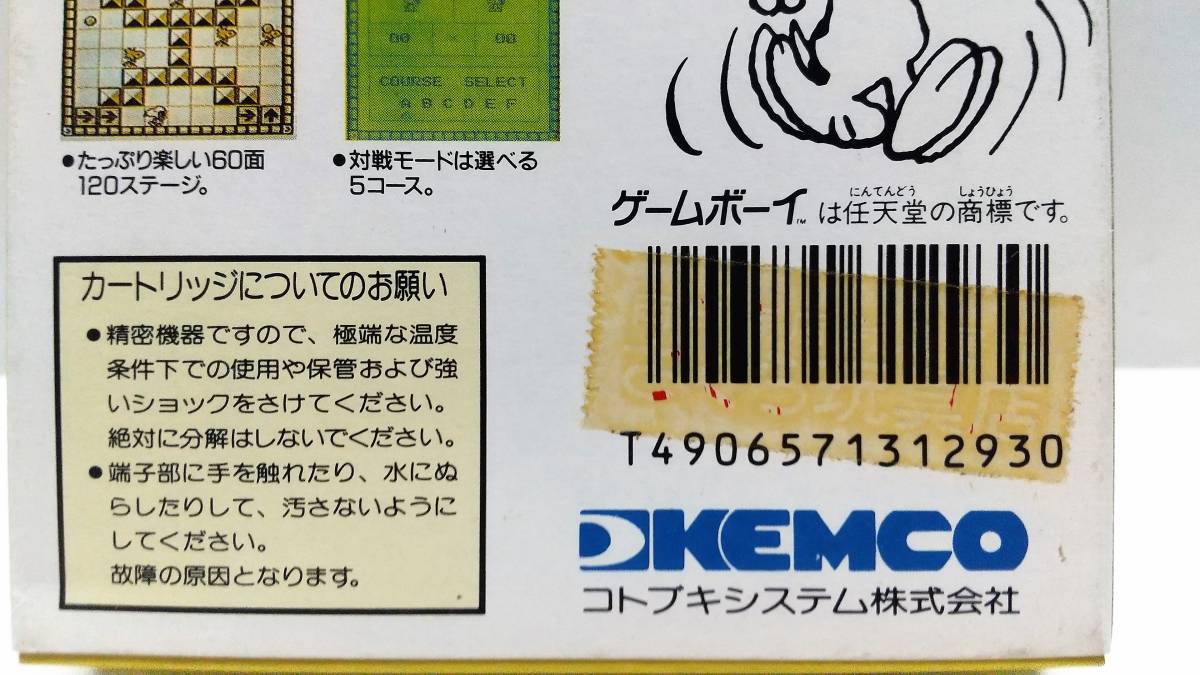 00 × 00
COURSE SELECT
A B C D E F
●たっぷり楽しい60面
120ステージ。
●対戦モードは選べる
5コース。
にんてんどう しょうひょう
ゲームボーイ™は任天堂の商標です。
カートリッジについてのお願い
●精密機器ですので、極端な温度
条件下での使用や保管および強
いショックをさけてください。
絶対に分解はしないでください。
●端子部に手を触れたり、水にぬ
らしたりして、汚さないように
してください。
故障の原因となります。
T4906571312930
KEMCO
コトブキシステム株式会社